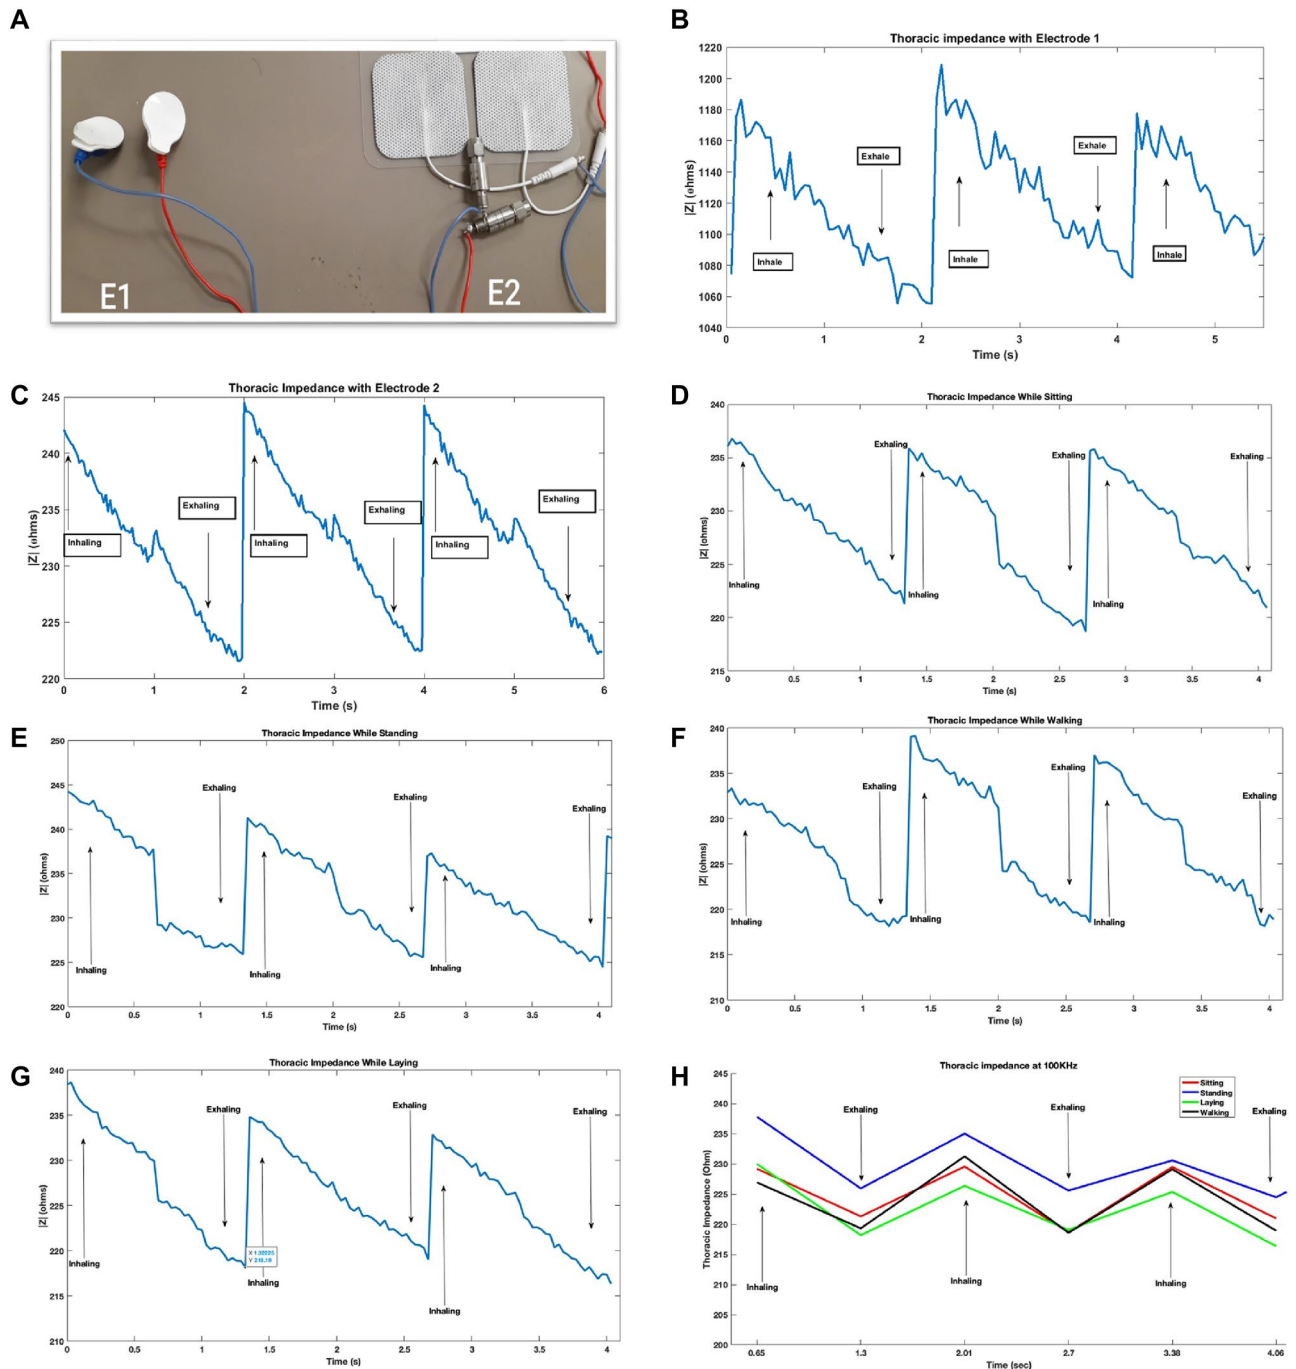 A
E1
E2
B
Thoracic impedance with Electrode 1
|Z| (ohms)
1220
1200
1180
1160
1140
1120
1100
1080
1060
1040
Exhale
Exhale
Inhale
Inhale
Inhale
0
1
2
3
4
5
Time (s)
C
Thoracic Impedance with Electrode 2
|Z| (ohms)
245
240
235
230
225
220
Exhaling
Exhaling
Exhaling
Inhaling
Inhaling
Inhaling
0
1
2
3
4
5
6
Time (s)
D
Thoracic Impedance While Sitting
|Z| (ohms)
240
235
230
225
220
215
Exhaling
Exhaling
Exhaling
Inhaling
Inhaling
Inhaling
0
0.5
1
1.5
2
2.5
3
3.5
4
Time (s)
E
Thoracic Impedance While Standing
|Z| (ohms)
250
245
240
235
230
225
220
Exhaling
Exhaling
Exhaling
Inhaling
Inhaling
Inhaling
0
0.5
1
1.5
2
2.5
3
3.5
4
Time (s)
F
Thoracic Impedance While Walking
|Z| (ohms)
240
235
230
225
220
215
210
Exhaling
Exhaling
Exhaling
Inhaling
Inhaling
Inhaling
0
0.5
1
1.5
2
2.5
3
3.5
4
Time (s)
G
Thoracic Impedance While Laying
|Z| (ohms)
240
235
230
225
220
215
210
Exhaling
Exhaling
Exhaling
Inhaling
Inhaling
Inhaling
0
0.5
1
1.5
2
2.5
3
3.5
4
Time (s)
H
Thoracic impedance at 100KHz
Thoracic Impedance (Ohm)
245
240
235
230
225
220
215
210
205
200
Sitting
Standing
Laying
Walking
Exhaling
Exhaling
Exhaling
Inhaling
Inhaling
Inhaling
0.65
1.3
2.01
2.7
3.38
4.06
Time (sec)